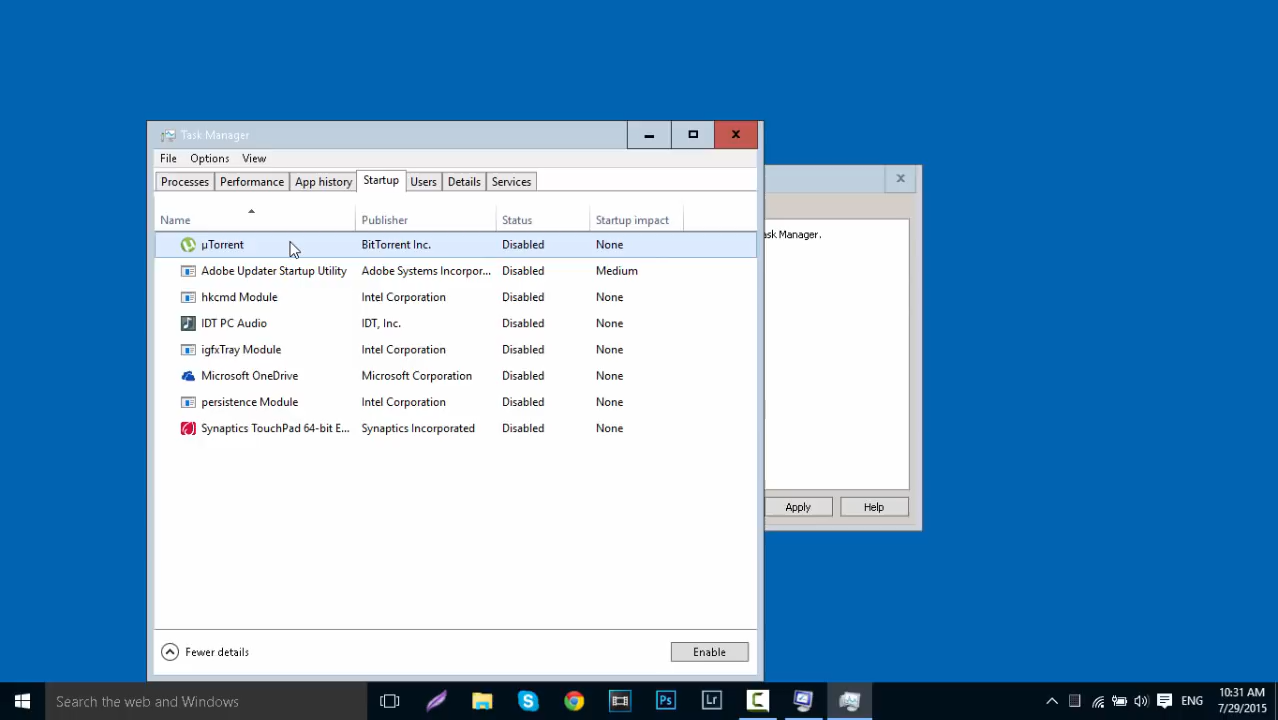 Task Manager
File Options View
Processes Performance App history Startup Users Details Services
Name Publisher Status Startup impact
µTorrent BitTorrent Inc. Disabled None
Adobe Updater Startup Utility Adobe Systems Incorpor... Disabled Medium
hkcmd Module Intel Corporation Disabled None
IDT PC Audio IDT, Inc. Disabled None
igfxTray Module Intel Corporation Disabled None
Microsoft OneDrive Microsoft Corporation Disabled None
persistence Module Intel Corporation Disabled None
Synaptics TouchPad 64-bit E... Synaptics Incorporated Disabled None
Fewer details Enable
ask Manager.
Apply Help
Search the web and Windows
Ps Lr
ENG
10:31 AM
7/29/2015